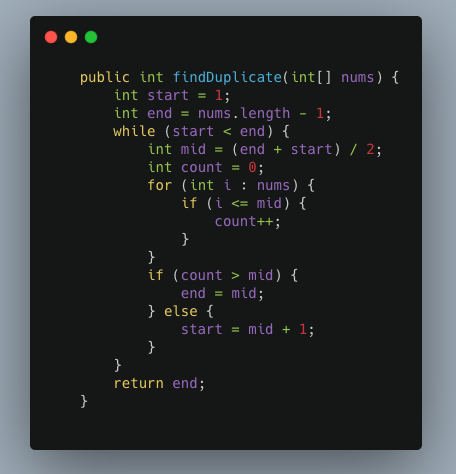 public int findDuplicate(int[] nums) {
    int start = 1;
    int end = nums.length - 1;
    while (start < end) {
        int mid = (end + start) / 2;
        int count = 0;
        for (int i : nums) {
            if (i <= mid) {
                count++;
            }
        }
        if (count > mid) {
            end = mid;
        } else {
            start = mid + 1;
        }
    }
    return end;
}